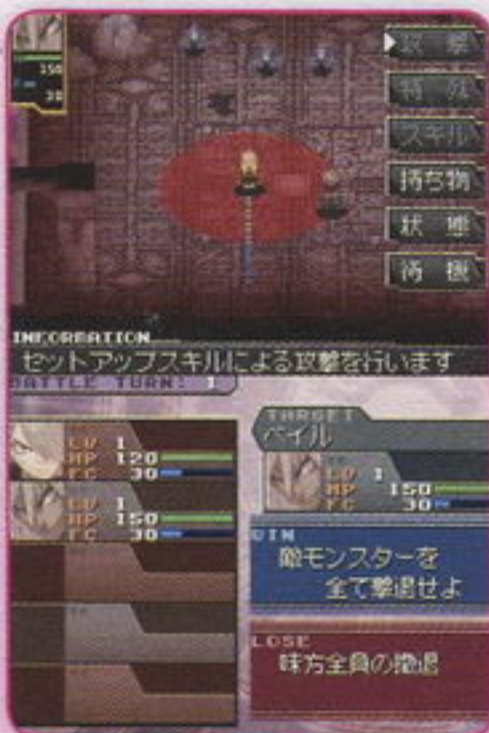 150
30
攻撃
特殊
スキル
持ち物
状態
待機
INFORMATION
セットアップスキルによる攻撃を行います
BATTLE TURN: 1
LV 1
HP 120
FC 30
LV 1
HP 150
FC 30
TARGET
ベイル
LV 1
HP 150
FC 30
WIN
敵モンスターを
全て撃退せよ
LOSE
味方全員の撤退